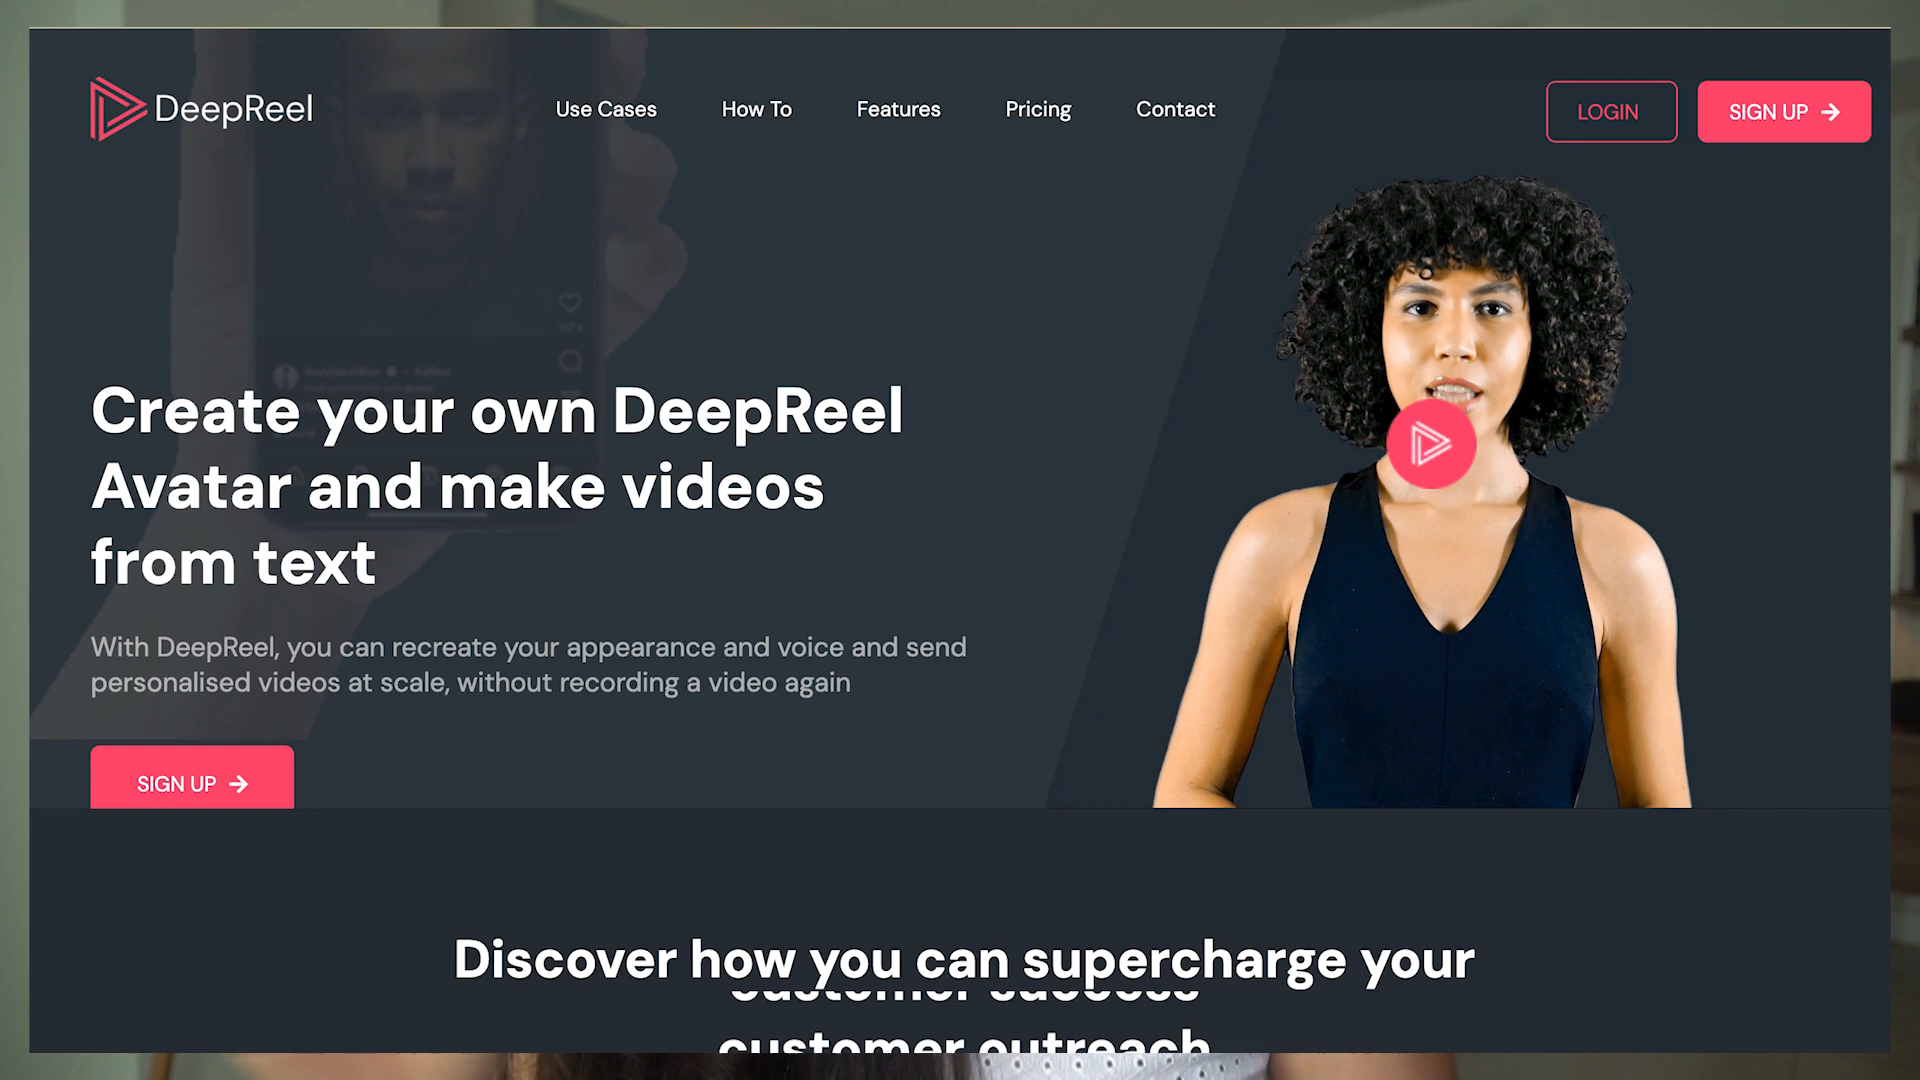 DeepReel
Use Cases
How To
Features
Pricing
Contact
LOGIN
SIGN UP
Create your own DeepReel
Avatar and make videos
from text
With DeepReel, you can recreate your appearance and voice and send
personalised videos at scale, without recording a video again
SIGN UP
Discover how you can supercharge your
customer success
customer outreach